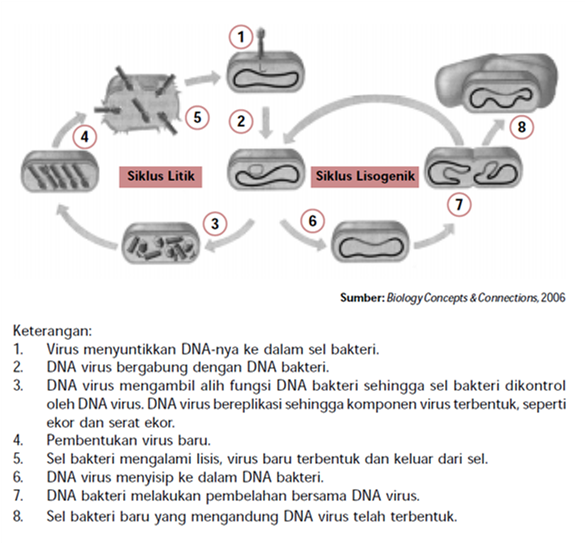 1
5
2
8
4
Siklus Litik
Siklus Lisogenik
7
3
6
Sumber: Biology Concepts & Connections, 2006
Keterangan:
1. Virus menyuntikkan DNA-nya ke dalam sel bakteri.
2. DNA virus bergabung dengan DNA bakteri.
3. DNA virus mengambil alih fungsi DNA bakteri sehingga sel bakteri dikontrol
oleh DNA virus. DNA virus bereplikasi sehingga komponen virus terbentuk, seperti
ekor dan serat ekor.
4. Pembentukan virus baru.
5. Sel bakteri mengalami lisis, virus baru terbentuk dan keluar dari sel.
6. DNA virus menyisip ke dalam DNA bakteri.
7. DNA bakteri melakukan pembelahan bersama DNA virus.
8. Sel bakteri baru yang mengandung DNA virus telah terbentuk.